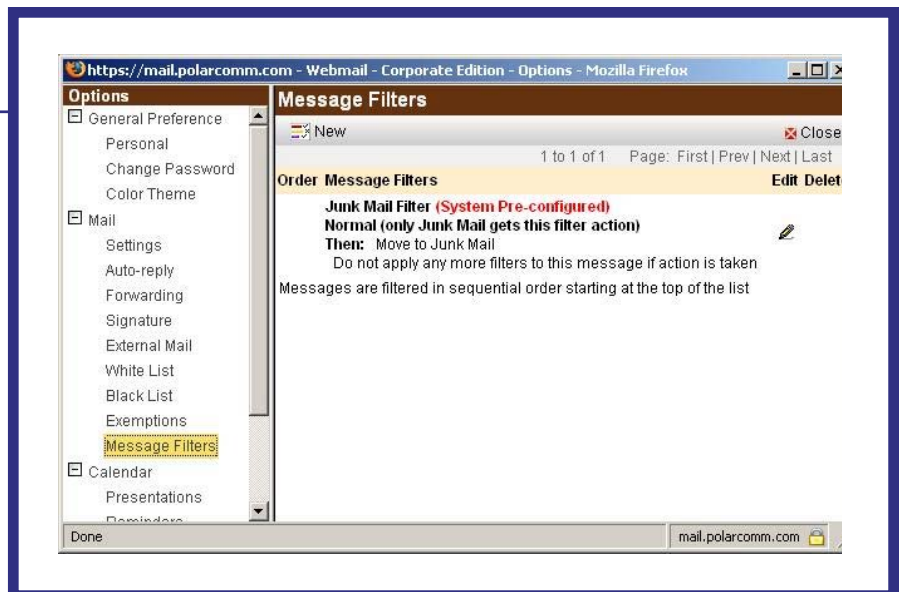 https://mail.polarcomm.com - Webmail - Corporate Edition - Options - Mozilla Firefox
Options
General Preference
Personal
Change Password
Color Theme
Mail
Settings
Auto-reply
Forwarding
Signature
External Mail
White List
Black List
Exemptions
Message Filters
Calendar
Presentations
Reminders
Message Filters
New
Close
1 to 1 of 1 Page: First | Prev | Next | Last
Order Message Filters Edit Delet
Junk Mail Filter (System Pre-configured)
Normal (only Junk Mail gets this filter action)
Then: Move to Junk Mail
Do not apply any more filters to this message if action is taken
Messages are filtered in sequential order starting at the top of the list
Done
mail.polarcomm.com